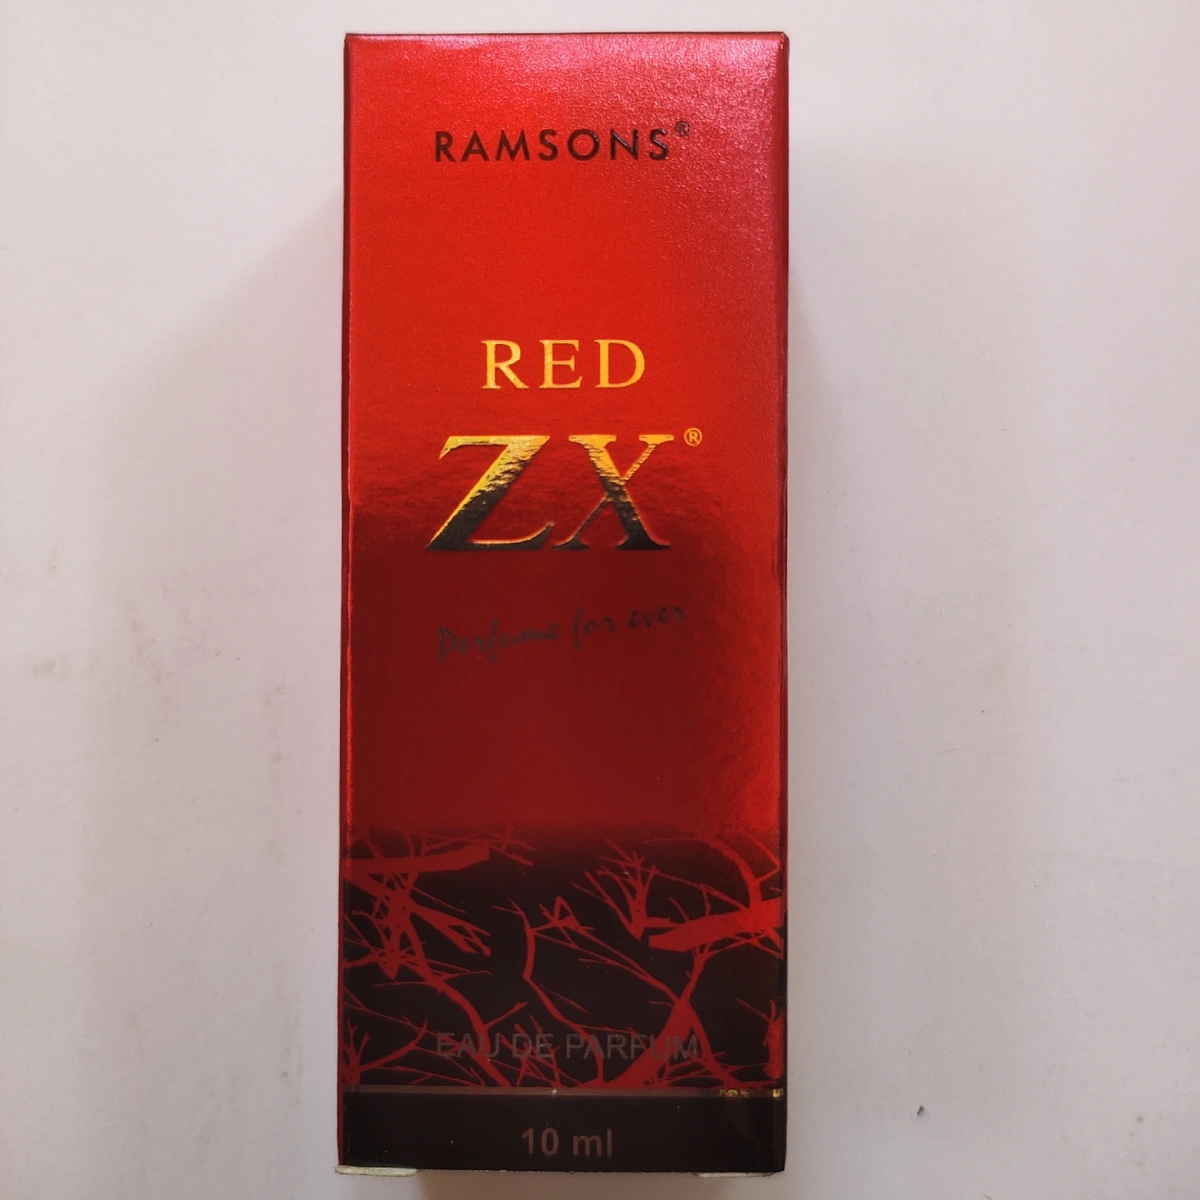 RAMSONS®
RED
ZX®
Perfume for ever
EAU DE PARFUM
10 ml